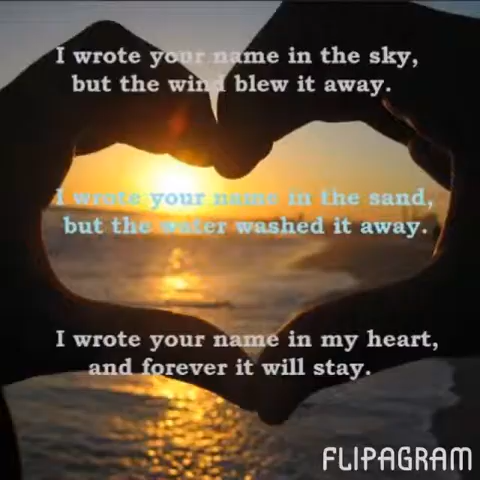 I wrote your name in the sky,
but the wind blew it away.
I wrote your name in the sand,
but the water washed it away.
I wrote your name in my heart,
and forever it will stay.
FLIPAGRAM